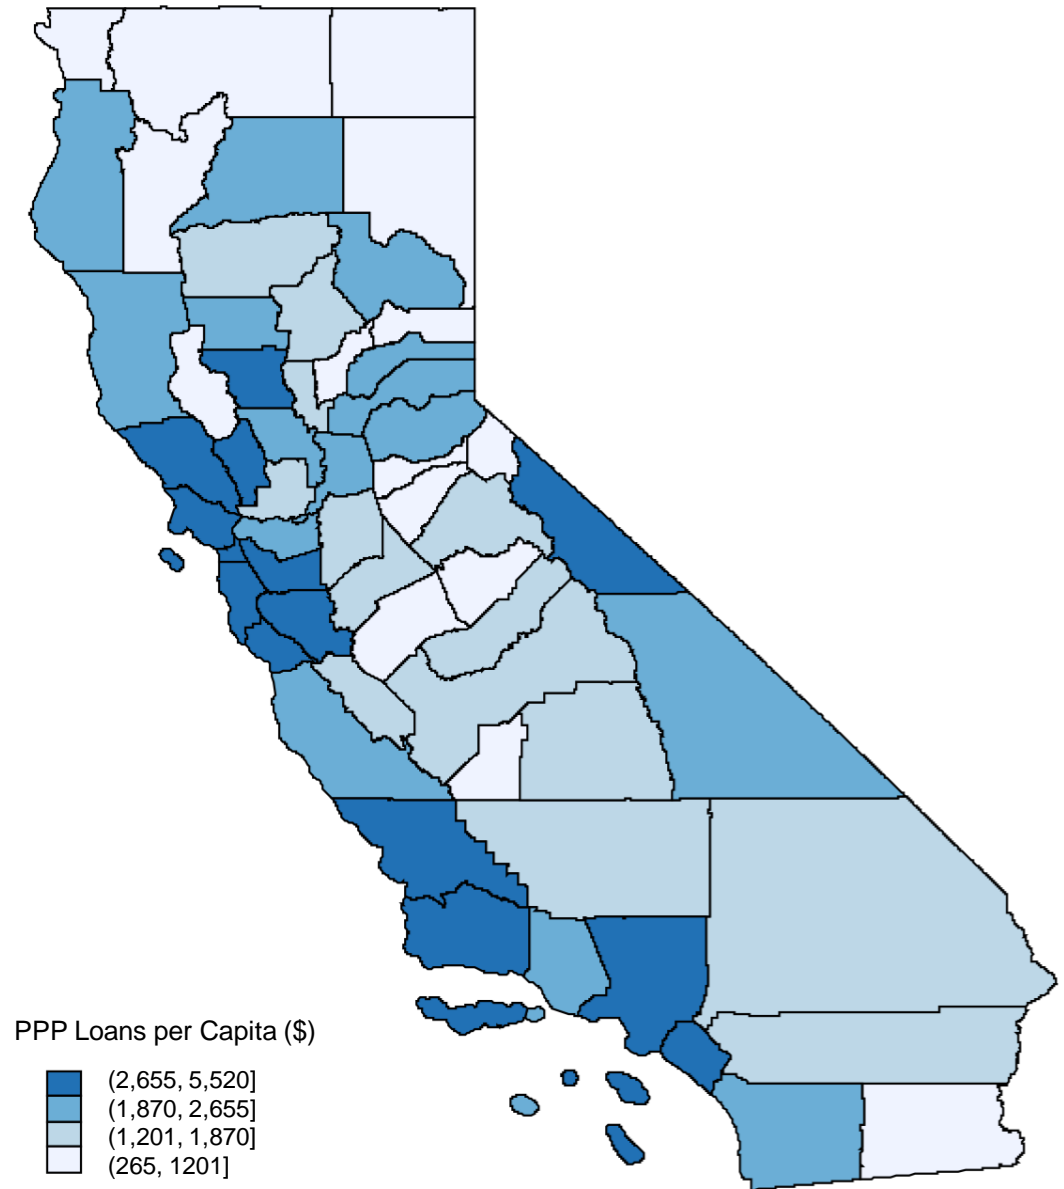 PPP Loans per Capita ($)
(2,655, 5,520]
(1,870, 2,655]
(1,201, 1,870]
(265, 1201]